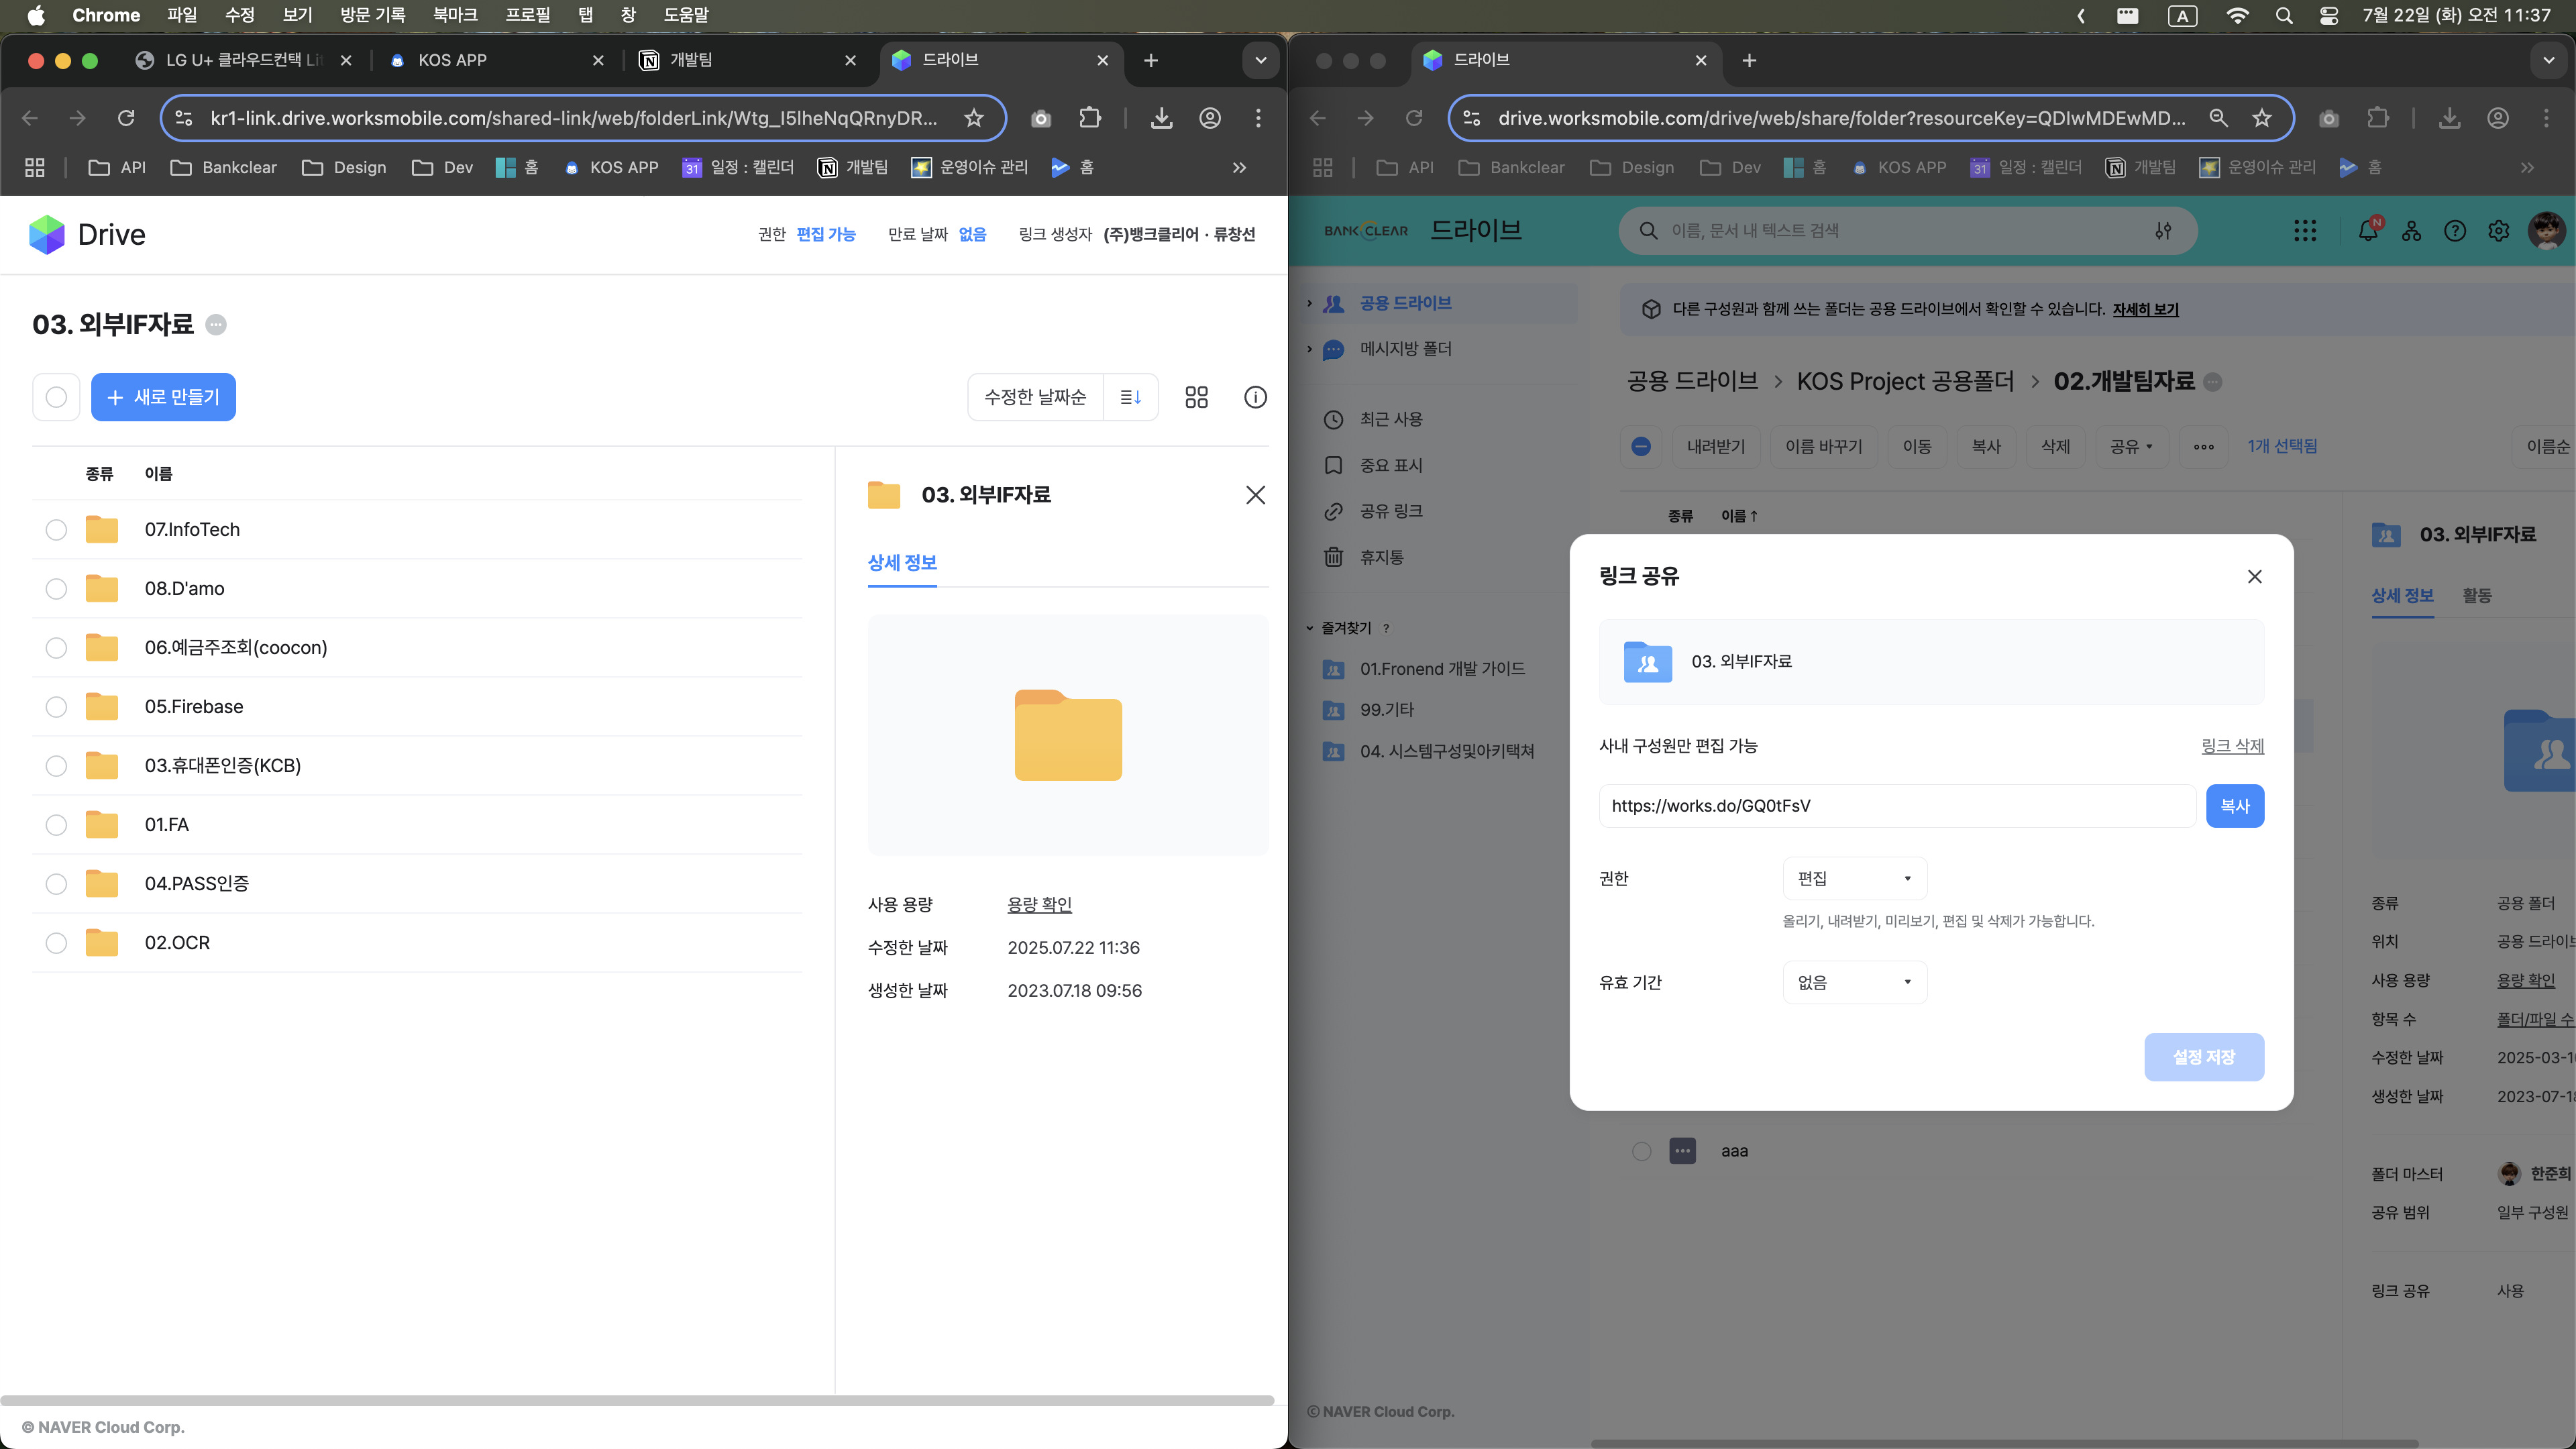 Chrome 파일 수정 보기 방문 기록 북마크 프로필 탭 창 도움말
A 7월 22일 (화) 오전 11:37
LG U+ 클라우드컨택 Li
KOS APP
개발팀
드라이브
kr1-link.drive.worksmobile.com/shared-link/web/folderLink/Wtg_I5IheNqQRnyDR...
API Bankclear Design Dev 홈 KOS APP 31 일정 : 캘린더 개발팀 운영이슈 관리 홈
Drive
권한 편집 가능 만료 날짜 없음 링크 생성자 (주)뱅크클리어 · 류창선
03. 외부IF자료
+ 새로 만들기
수정한 날짜순
종류 이름
07.InfoTech
08.D'amo
06.예금주조회(coocon)
05.Firebase
03.휴대폰인증(KCB)
01.FA
04.PASS인증
02.OCR
03. 외부IF자료
상세 정보
사용 용량 용량 확인
수정한 날짜 2025.07.22 11:36
생성한 날짜 2023.07.18 09:56
© NAVER Cloud Corp.
드라이브
drive.worksmobile.com/drive/web/share/folder?resourceKey=QDIwMDEwMD...
API Bankclear Design Dev 홈 KOS APP 31 일정 : 캘린더 개발팀 운영이슈 관리 홈
BANKCLEAR 드라이브
이름, 문서 내 텍스트 검색
N
공용 드라이브
메시지방 폴더
최근 사용
중요 표시
공유 링크
휴지통
즐겨찾기 ?
01.Fronend 개발 가이드
99.기타
04. 시스템구성및아키택쳐
© NAVER Cloud Corp.
다른 구성원과 함께 쓰는 폴더는 공용 드라이브에서 확인할 수 있습니다. 자세히 보기
공용 드라이브 > KOS Project 공용폴더 > 02.개발팀자료
내려받기 이름 바꾸기 이동 복사 삭제 공유 1개 선택됨 이름순
종류 이름 ↑
aaa
링크 공유
03. 외부IF자료
사내 구성원만 편집 가능 링크 삭제
https://works.do/GQ0tFsV 복사
권한 편집
올리기, 내려받기, 미리보기, 편집 및 삭제가 가능합니다.
유효 기간 없음
설정 저장
03. 외부IF자료
상세 정보 활동
종류 공용 폴더
위치 공용 드라이브
사용 용량 용량 확인
항목 수 폴더/파일 수
수정한 날짜 2025-03-1
생성한 날짜 2023-07-18
폴더 마스터 한준희
공유 범위 일부 구성원
링크 공유 사용